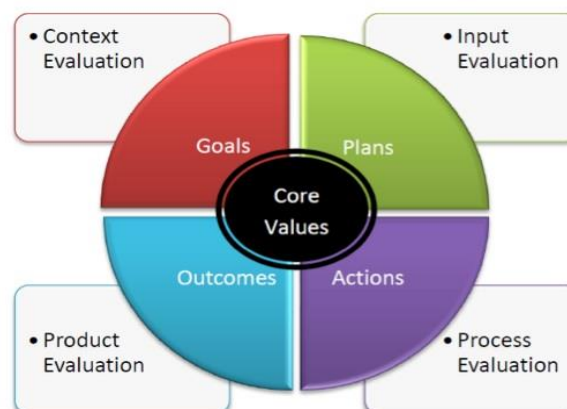 • Context
Evaluation
• Input
Evaluation
Goals
Plans
Core
Values
Outcomes
Actions
• Product
Evaluation
• Process
Evaluation